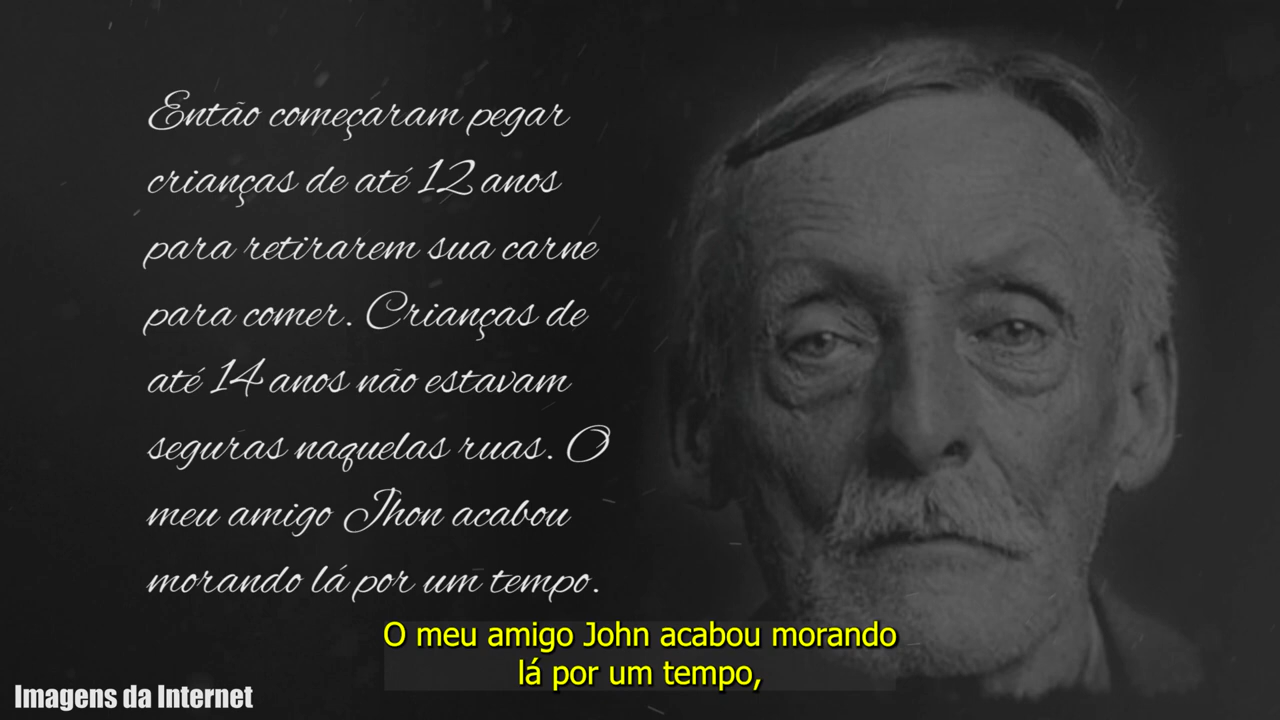 Então começaram pegar
crianças de até 12 anos
para retirarem sua carne
para comer. Crianças de
até 14 anos não estavam
seguras naquelas ruas. O
meu amigo Jhon acabou
morando lá por um tempo.
O meu amigo John acabou morando
lá por um tempo,
Imagens da Internet